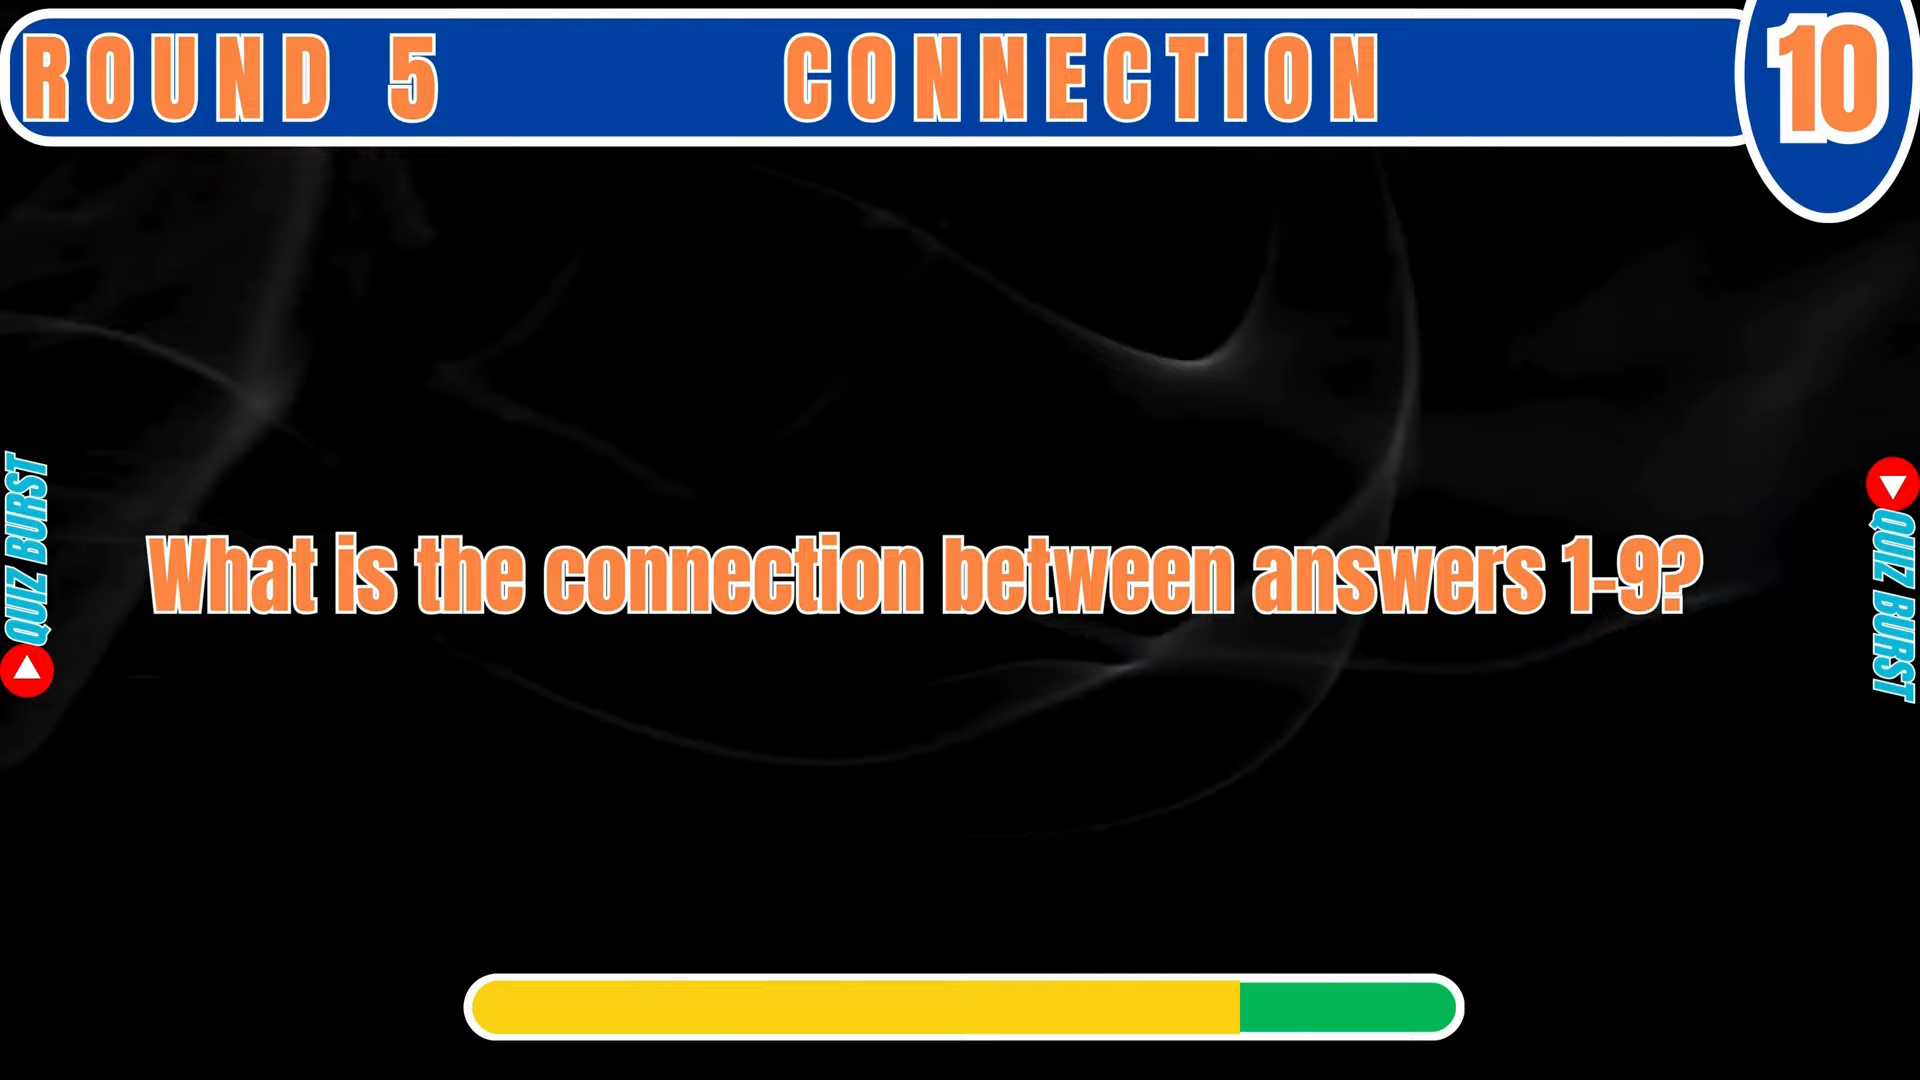 ROUND 5 CONNECTION 10
QUIZ BURST
What is the connection between answers 1-9?
QUIZ BURST